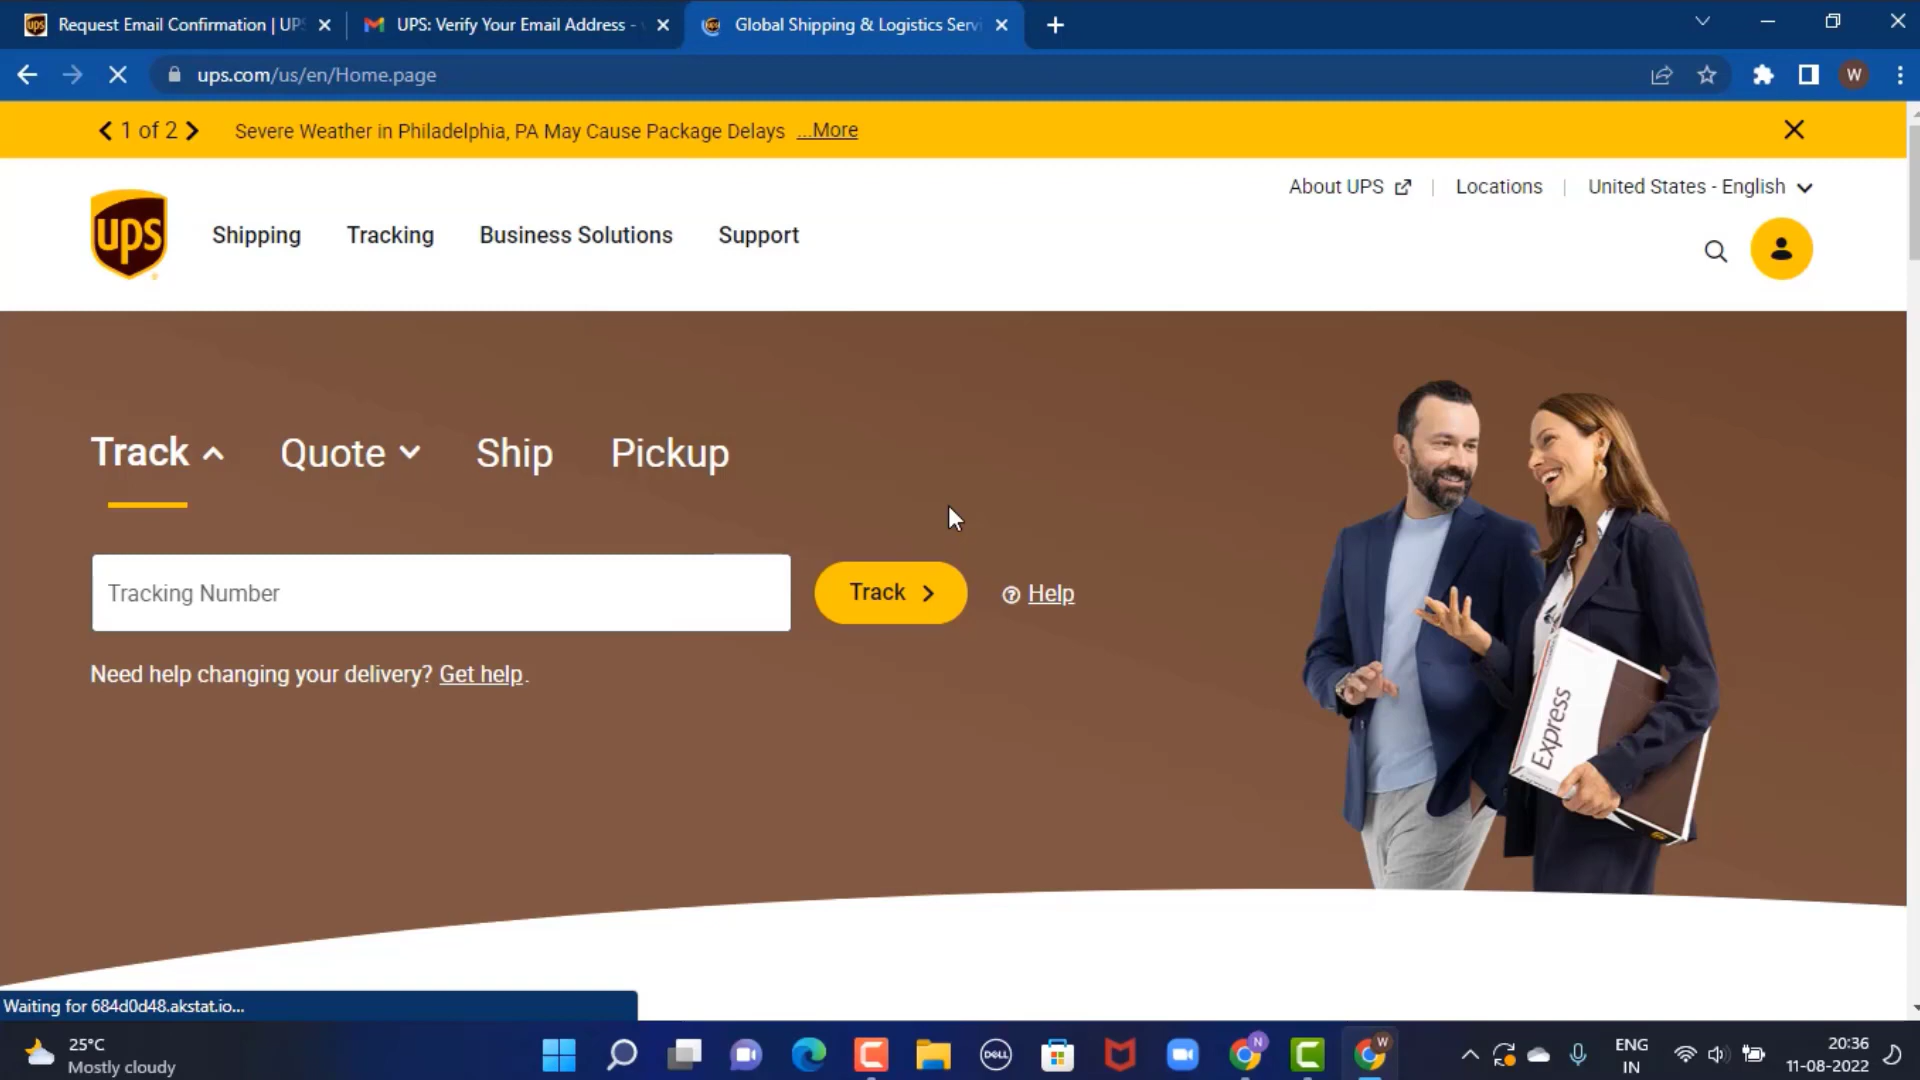 Request Email Confirmation | UP
UPS: Verify Your Email Address -
Global Shipping & Logistics Servi
ups.com/us/en/Home.page
W
1 of 2
Severe Weather in Philadelphia, PA May Cause Package Delays ...More
About UPS
Locations
United States - English
ups
Shipping
Tracking
Business Solutions
Support
Track
Quote
Ship
Pickup
Tracking Number
Track
Help
Need help changing your delivery? Get help.
Express
Waiting for 684d0d48.akstat.io...
25°C
Mostly cloudy
DELL
N
W
ENG
IN
20:36
11-08-2022